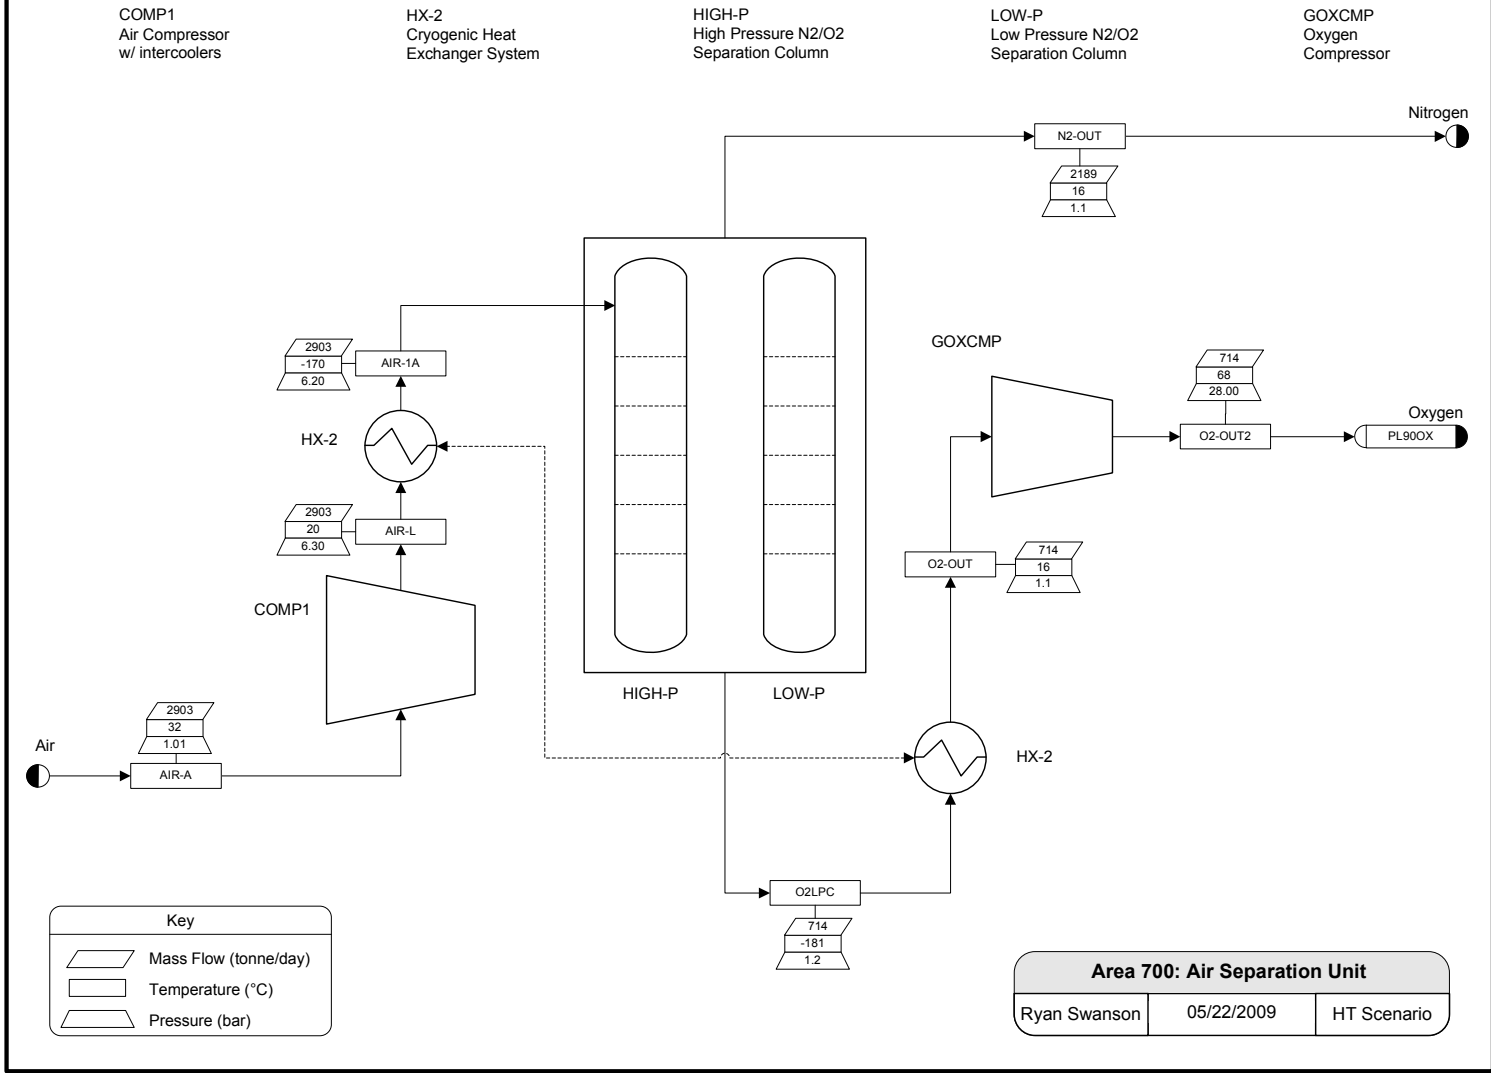 COMP1
Air Compressor
w/ intercoolers
HX-2
Cryogenic Heat
Exchanger System
HIGH-P
High Pressure N2/O2
Separation Column
LOW-P
Low Pressure N2/O2
Separation Column
GOXCMP
Oxygen
Compressor
Nitrogen
N2-OUT
2189
16
1.1
2903
-170
6.20
AIR-1A
HX-2
2903
20
6.30
AIR-L
COMP1
2903
32
1.01
Air
AIR-A
HIGH-P
LOW-P
GOXCMP
714
68
28.00
O2-OUT2
Oxygen
PL90OX
O2-OUT
714
16
1.1
HX-2
O2LPC
714
-181
1.2
Key
Mass Flow (tonne/day)
Temperature (°C)
Pressure (bar)
Area 700: Air Separation Unit
Ryan Swanson
05/22/2009
HT Scenario